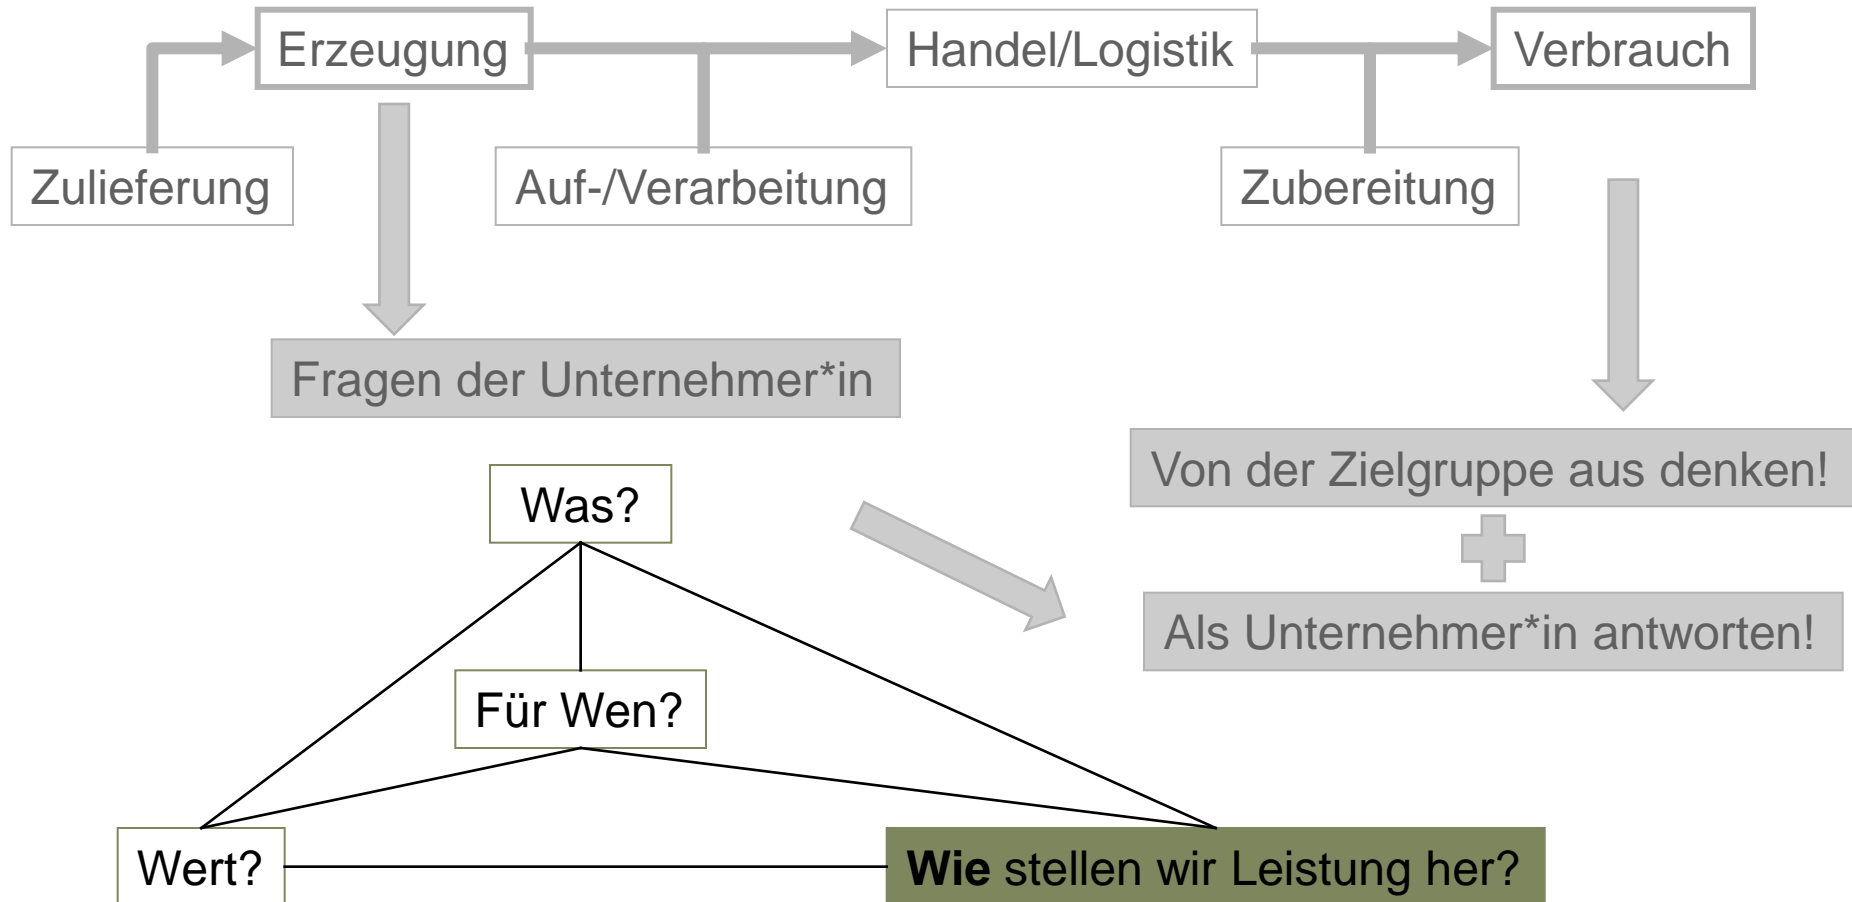 Erzeugung
Handel/Logistik
Verbrauch
Zulieferung
Auf-/Verarbeitung
Zubereitung
Fragen der Unternehmer*in
Von der Zielgruppe aus denken!
Als Unternehmer*in antworten!
Was?
Für Wen?
Wert?
Wie stellen wir Leistung her?